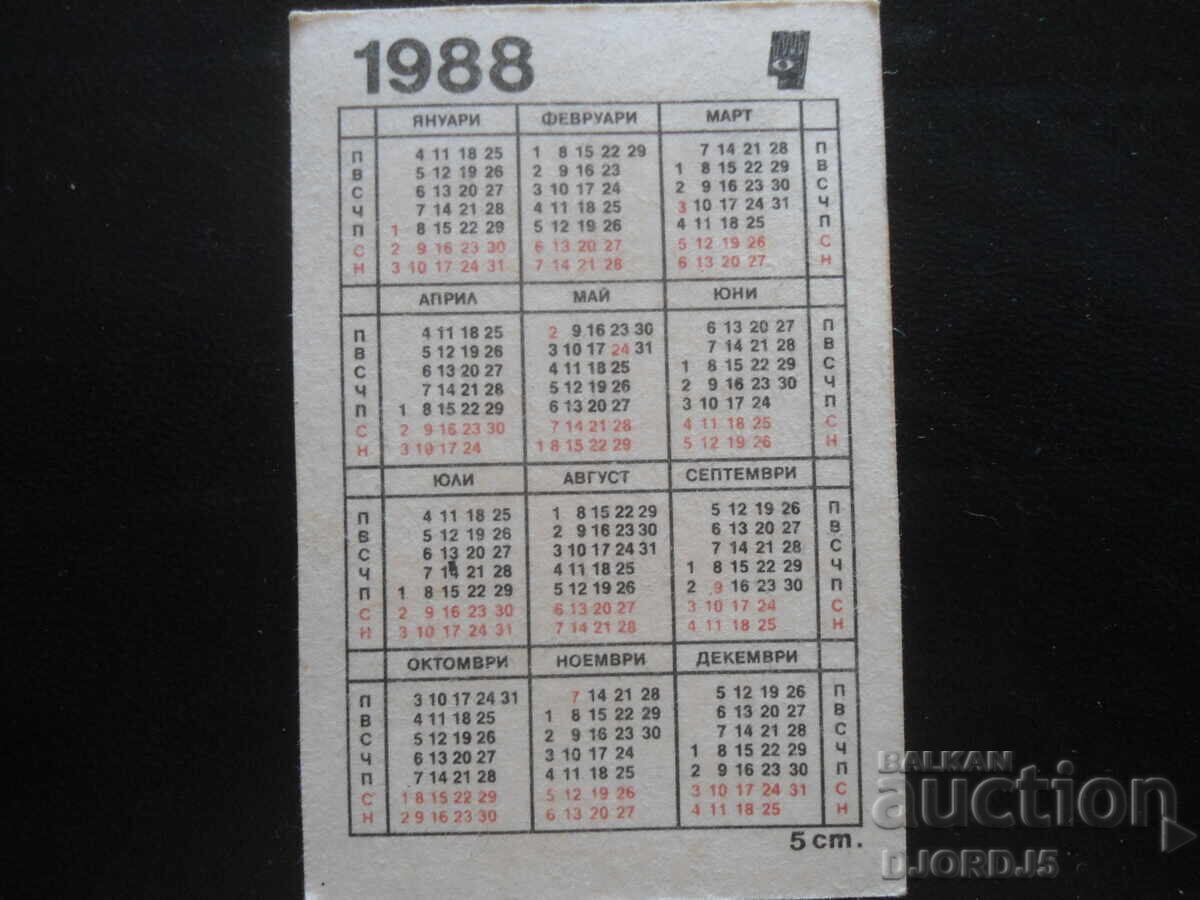 1988
ЯНУАРИ ФЕВРУАРИ МАРТ
П 4 11 18 25 1 8 15 22 29 7 14 21 28 П
В 5 12 19 26 2 9 16 23 1 8 15 22 29 В
С 6 13 20 27 3 10 17 24 2 9 16 23 30 С
Ч 7 14 21 28 4 11 18 25 3 10 17 24 31 Ч
П 1 8 15 22 29 5 12 19 26 4 11 18 25 П
С 2 9 16 23 30 6 13 20 27 5 12 19 26 С
Н 3 10 17 24 31 7 14 21 28 6 13 20 27 Н
АПРИЛ МАЙ ЮНИ
П 4 11 18 25 2 9 16 23 30 6 13 20 27 П
В 5 12 19 26 3 10 17 24 31 7 14 21 28 В
С 6 13 20 27 4 11 18 25 1 8 15 22 29 С
Ч 7 14 21 28 5 12 19 26 2 9 16 23 30 Ч
П 1 8 15 22 29 6 13 20 27 3 10 17 24 П
С 2 9 16 23 30 7 14 21 28 4 11 18 25 С
Н 3 10 17 24 1 8 15 22 29 5 12 19 26 Н
ЮЛИ АВГУСТ СЕПТЕМВРИ
П 4 11 18 25 1 8 15 22 29 5 12 19 26 П
В 5 12 19 26 2 9 16 23 30 6 13 20 27 В
С 6 13 20 27 3 10 17 24 31 7 14 21 28 С
Ч 7 14 21 28 4 11 18 25 1 8 15 22 29 Ч
П 1 8 15 22 29 5 12 19 26 2 9 16 23 30 П
С 2 9 16 23 30 6 13 20 27 3 10 17 24 С
Н 3 10 17 24 31 7 14 21 28 4 11 18 25 Н
ОКТОМВРИ НОЕМВРИ ДЕКЕМВРИ
П 3 10 17 24 31 7 14 21 28 5 12 19 26 П
В 4 11 18 25 1 8 15 22 29 6 13 20 27 В
С 5 12 19 26 2 9 16 23 30 7 14 21 28 С
Ч 6 13 20 27 3 10 17 24 1 8 15 22 29 Ч
П 7 14 21 28 4 11 18 25 2 9 16 23 30 П
С 1 8 15 22 29 5 12 19 26 3 10 17 24 31 С
Н 2 9 16 23 30 6 13 20 27 4 11 18 25 Н
5 ст.
BALKAN
auction
DJORDJ5